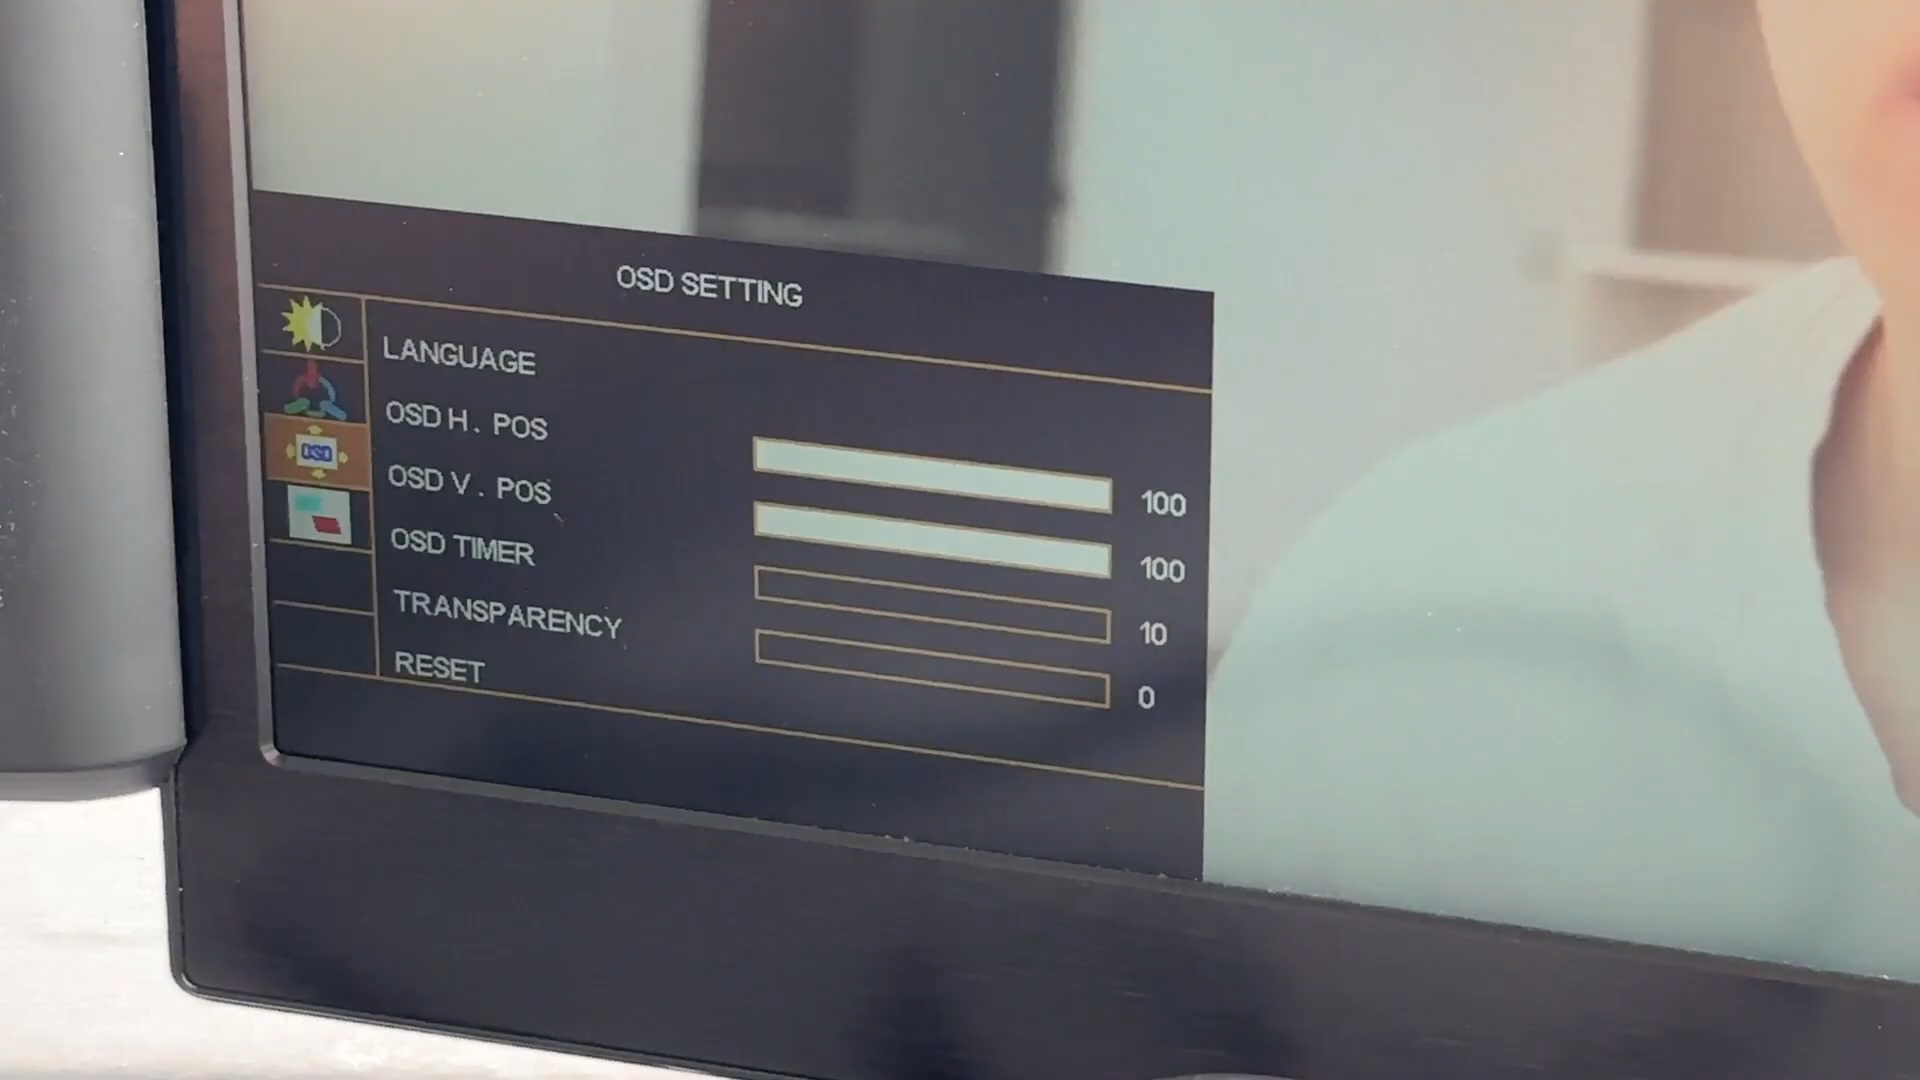 OSD SETTING
LANGUAGE
OSD H. POS 100
OSD
OSD V. POS 100
OSD TIMER 10
TRANSPARENCY 0
RESET